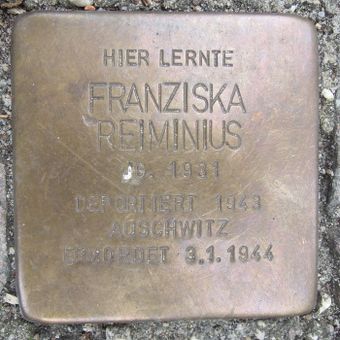 HIER LERNTE
FRANZISKA
REIMINIUS
JG. 1931
DEPORTIERT 1943
AUSCHWITZ
ERMORDET 3.1.1944